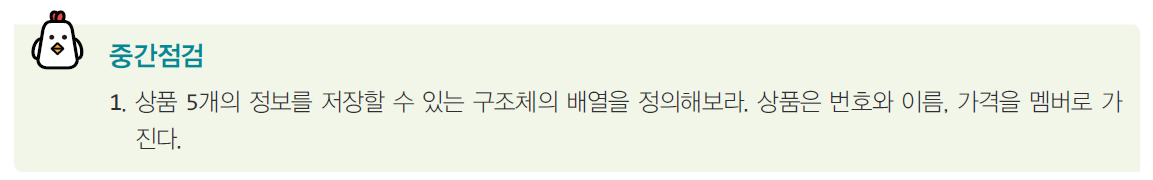 중간점검
1. 상품 5개의 정보를 저장할 수 있는 구조체의 배열을 정의해보라. 상품은 번호와 이름, 가격을 멤버로 가
진다.